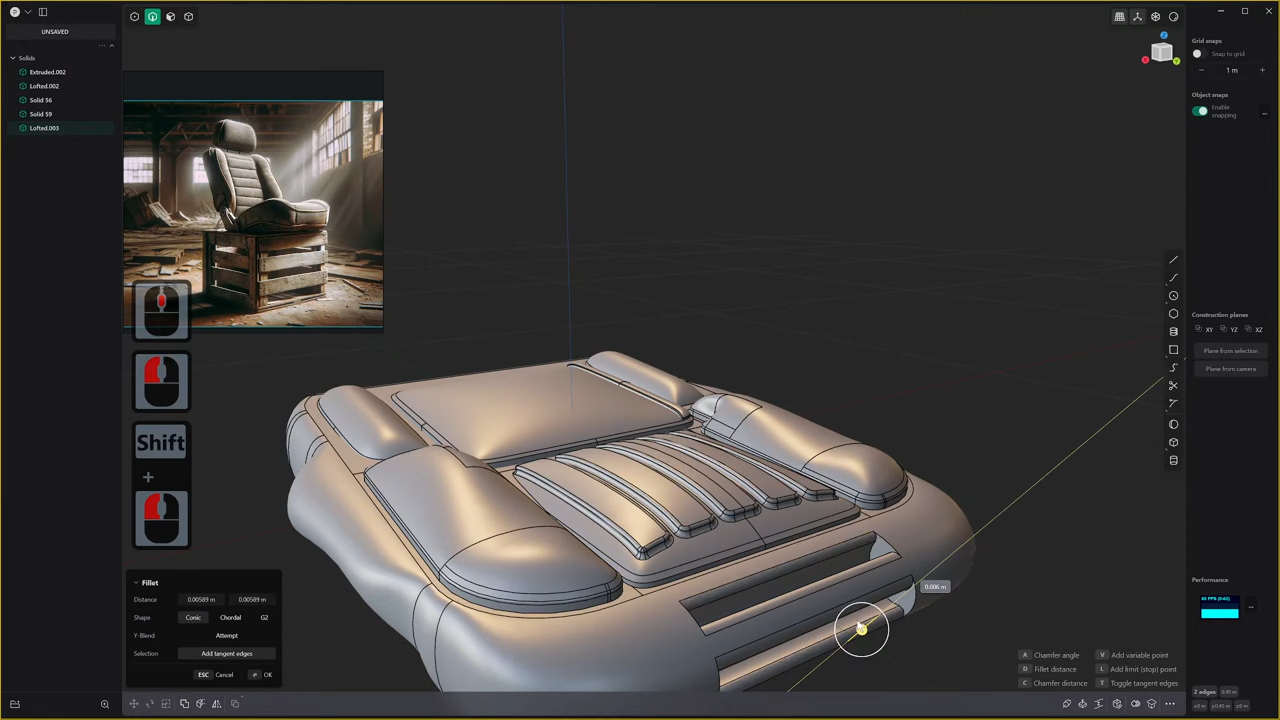 P
UNSAVED
Solids
Extruded.002
Lofted.002
Solid 56
Solid 59
Lofted.003
Shift
+
Fillet
Distance 0.00589 m 0.00589 m
Shape Conic Chordal G2
Y-Blend Attempt
Selection Add tangent edges
ESC Cancel OK
0.006 m
A Chamfer angle V Add variable point
D Fillet distance L Add limit (stop) point
C Chamfer distance T Toggle tangent edges
Z
X
Y
Grid snaps
Snap to grid
1 m
Object snaps
Enable
snapping
Construction planes
XY YZ XZ
Plane from selection
Plane from camera
Performance
2 edges